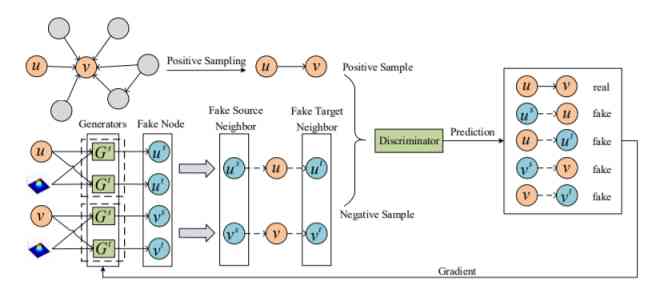 u
v
Positive Sampling
u
v
Positive Sample
Generators
Fake Node
Fake Source
Neighbor
Fake Target
Neighbor
u
G^s
u^s
G^t
u^t
v
G^s
v^s
G^t
v^t
u^s
u
u^t
v^s
v
v^t
Negative Sample
Discriminator
Prediction
u v real
u^s u fake
u u^t fake
v^s v fake
v v^t fake
Gradient